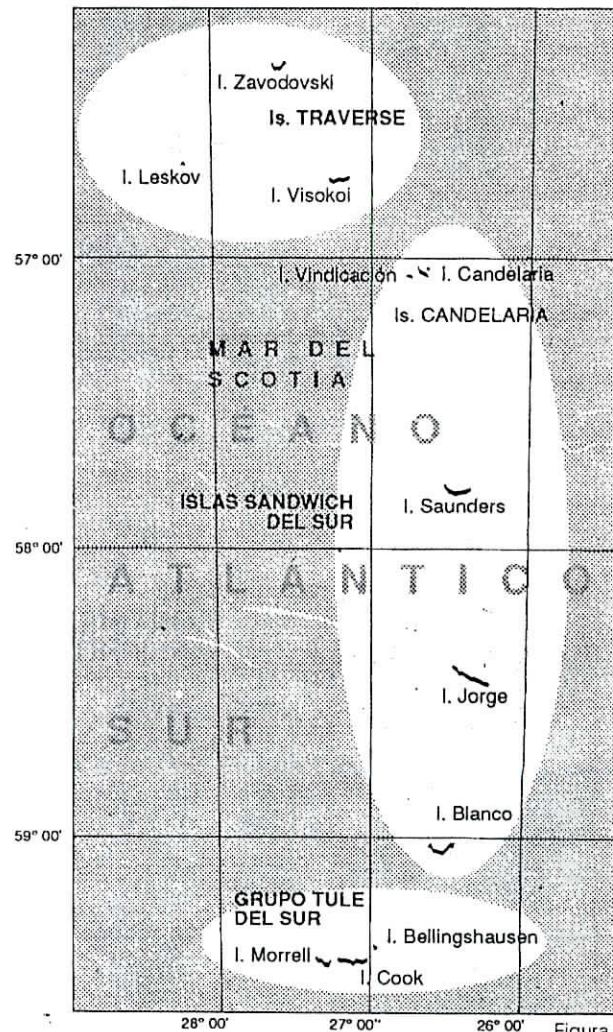 I. Zavodovski
Is. TRAVERSE
I. Leskov
I. Visokoi
57° 00'
I. Vindicación
I. Candelaria
Is. CANDELARIA
MAR DEL
SCOTIA
OCÉANO
I. Saunders
ISLAS SANDWICH
DEL SUR
58° 00'
ATLÁNTICO
I. Jorge
SUR
I. Blanco
59° 00'
GRUPO TULE
DEL SUR
I. Bellingshausen
I. Morrell
I. Cook
28° 00' 27° 00' 26° 00'
Figura